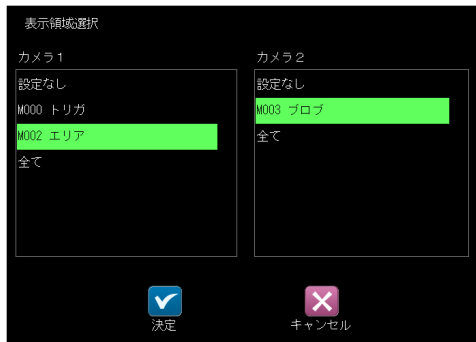 表示領域選択
カメラ1
設定なし
M000 トリガ
M002 エリア
全て
カメラ2
設定なし
M003 ブロブ
全て
決定
キャンセル